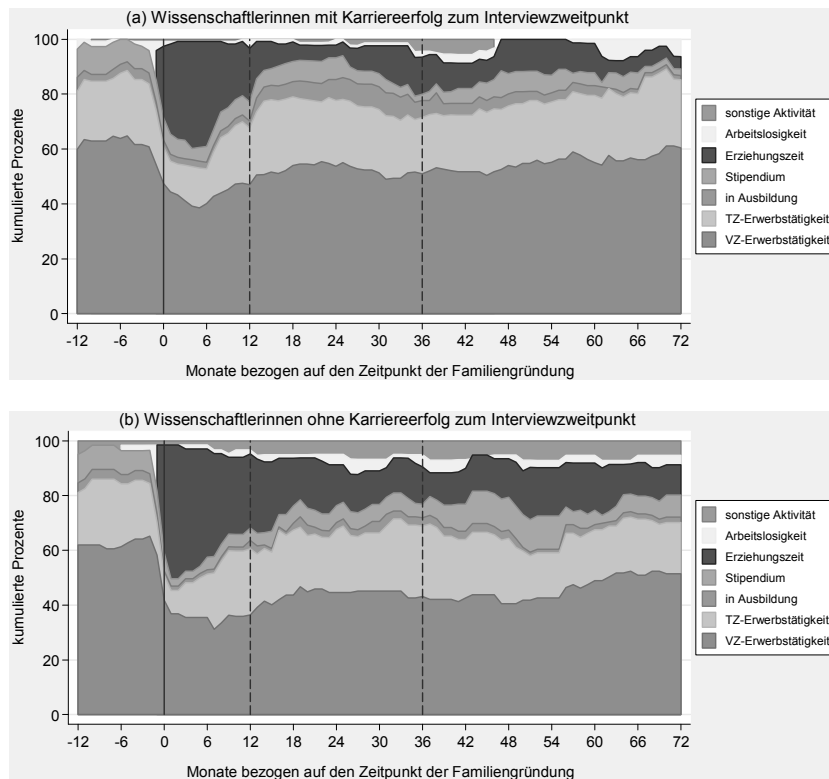 (a) Wissenschaftlerinnen mit Karriereerfolg zum Interviewzweitpunkt
kumulierte Prozente
100
80
60
40
20
0
-12 -6 0 6 12 18 24 30 36 42 48 54 60 66 72
Monate bezogen auf den Zeitpunkt der Familiengründung
sonstige Aktivität
Arbeitslosigkeit
Erziehungszeit
Stipendium
in Ausbildung
TZ-Erwerbstätigkeit
VZ-Erwerbstätigkeit
(b) Wissenschaftlerinnen ohne Karriereerfolg zum Interviewzweitpunkt
kumulierte Prozente
100
80
60
40
20
0
-12 -6 0 6 12 18 24 30 36 42 48 54 60 66 72
Monate bezogen auf den Zeitpunkt der Familiengründung
sonstige Aktivität
Arbeitslosigkeit
Erziehungszeit
Stipendium
in Ausbildung
TZ-Erwerbstätigkeit
VZ-Erwerbstätigkeit